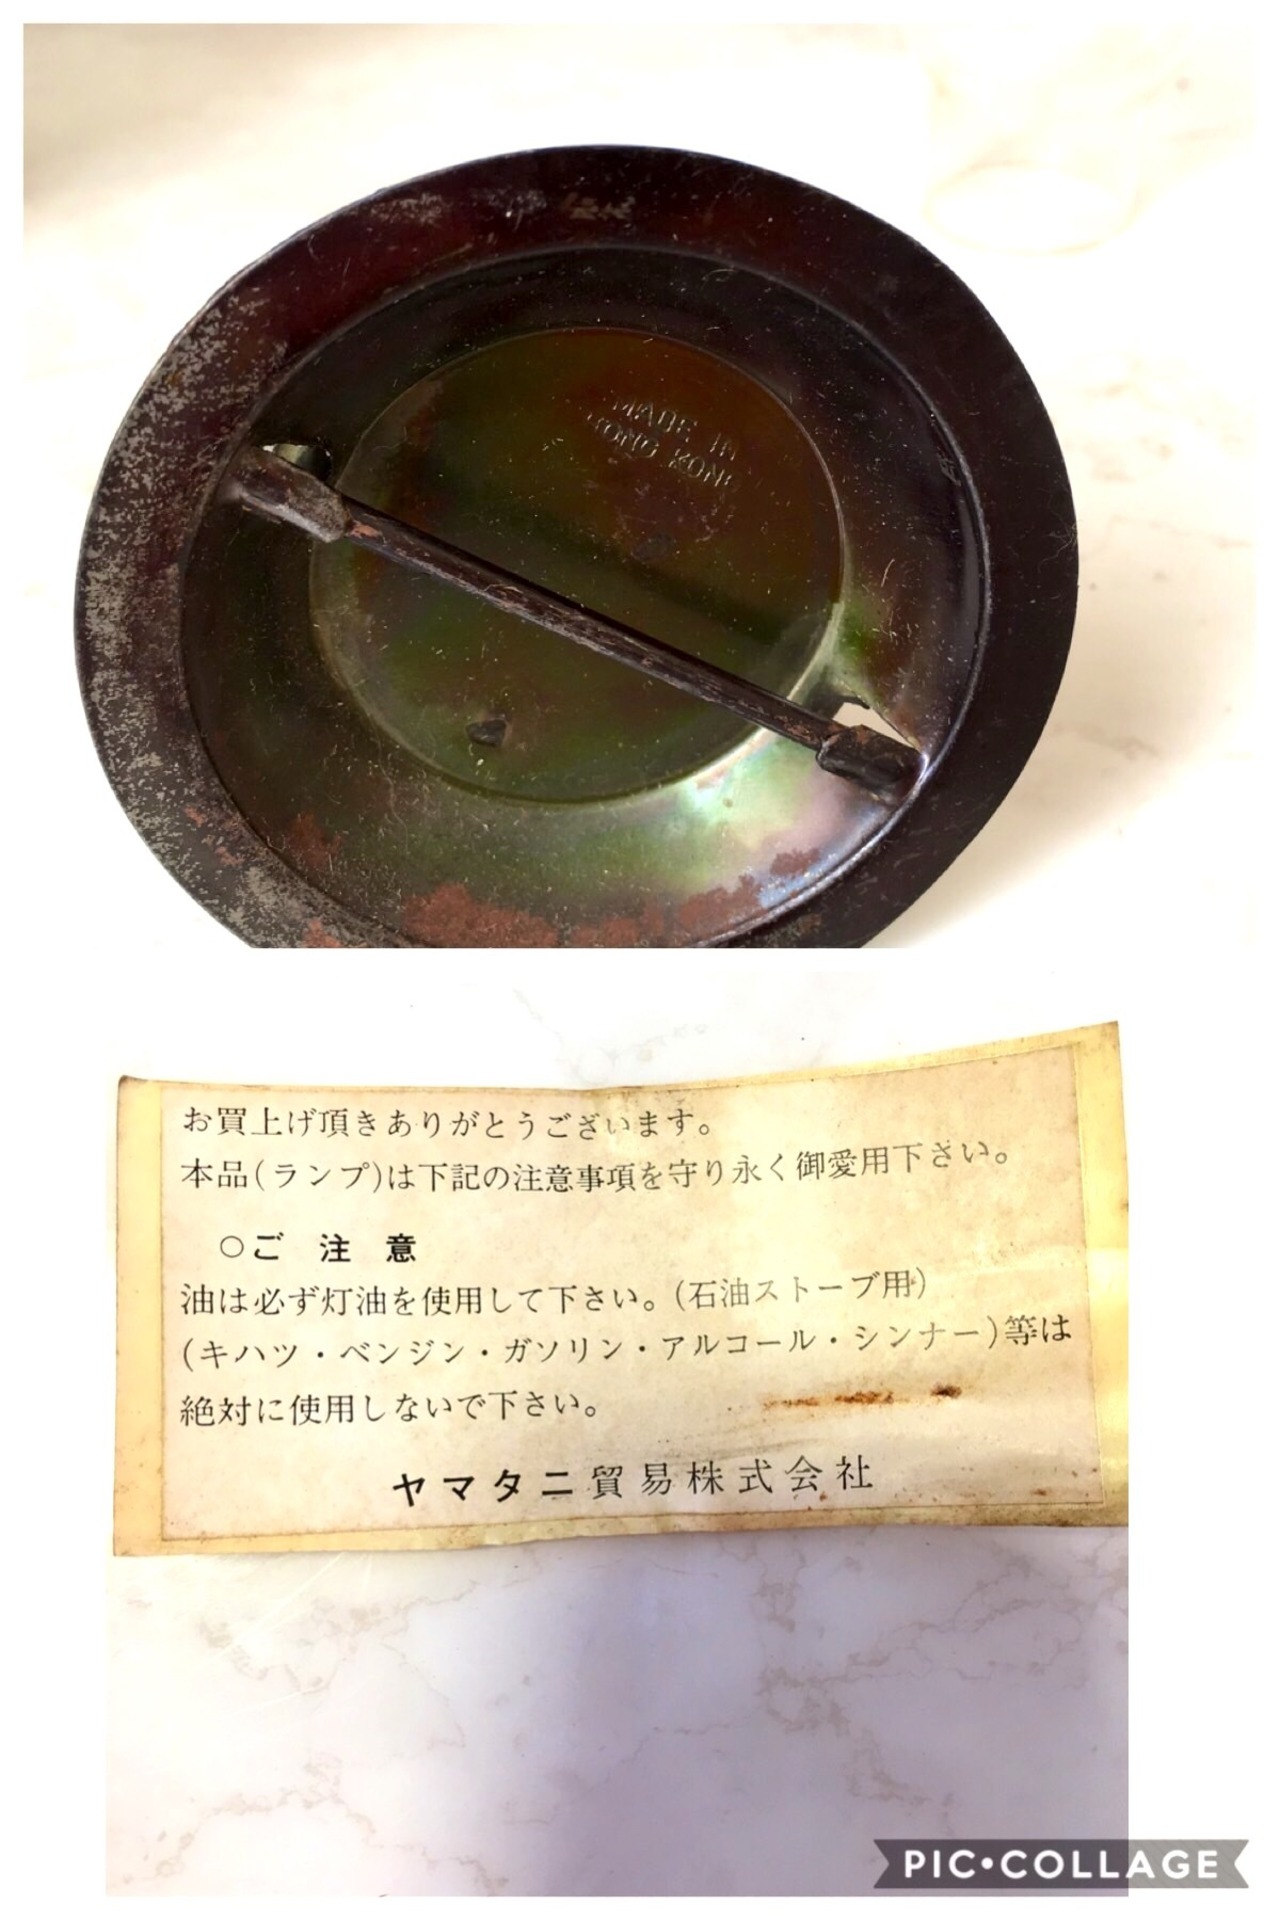 MADE IN
HONG KONG
お買上げ頂きありがとうございます。
本品(ランプ)は下記の注意事項を守り永く御愛用下さい。
○ご 注 意
油は必ず灯油を使用して下さい。(石油ストーブ用)
(キハツ・ベンジン・ガソリン・アルコール・シンナー)等は
絶対に使用しないで下さい。
ヤマタニ貿易株式会社
PIC•COLLAGE